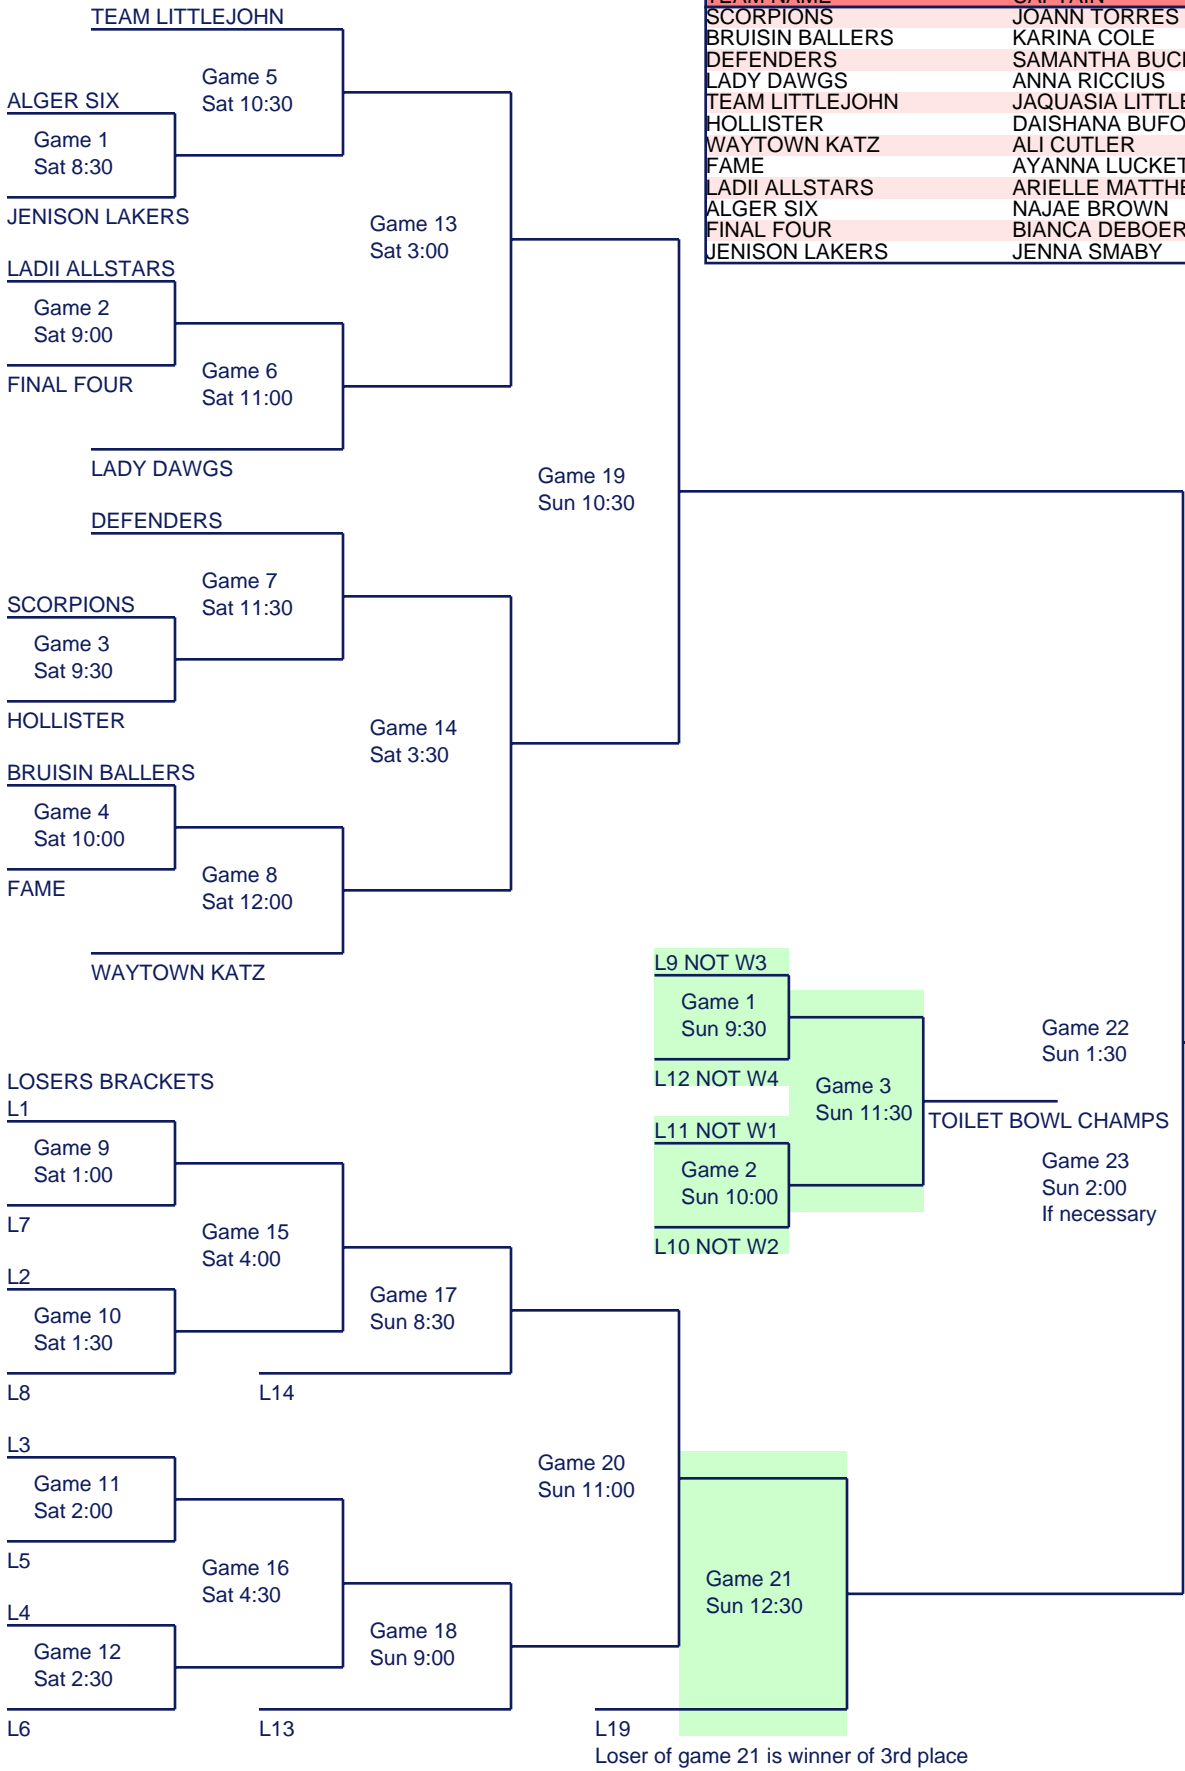 TEAM NAME CAPTAIN
SCORPIONS JOANN TORRES
BRUISIN BALLERS KARINA COLE
DEFENDERS SAMANTHA
LADY DAWGS ANNA RICCIUS
TEAM LITTLEJOHN JAQUASIA
HOLLISTER DAISHANA
WAYTOWN KATZ ALI CUTLER
FAME AYANNA
LADII ALLSTARS ARIELLE
ALGER SIX NAJAE BROWN
FINAL FOUR BIANCA DEBOER
JENISON LAKERS JENNA SMABY
TEAM LITTLEJOHN
Game 5
Sat 10:30
ALGER SIX
Game 1
Sat 8:30
JENISON LAKERS
Game 13
Sat 3:00
LADII ALLSTARS
Game 2
Sat 9:00
FINAL FOUR
Game 6
Sat 11:00
LADY DAWGS
Game 19
Sun 10:30
DEFENDERS
Game 7
Sat 11:30
SCORPIONS
Game 3
Sat 9:30
HOLLISTER
Game 14
Sat 3:30
BRUISIN BALLERS
Game 4
Sat 10:00
FAME
Game 8
Sat 12:00
WAYTOWN KATZ
L9 NOT W3
Game 1
Sun 9:30
L12 NOT W4
Game 3
Sun 11:30
L11 NOT W1
Game 2
Sun 10:00
L10 NOT W2
TOILET BOWL CHAMPS
Game 22
Sun 1:30
Game 23
Sun 2:00
If necessary
LOSERS BRACKETS
L1
Game 9
Sat 1:00
L7
Game 15
Sat 4:00
L2
Game 10
Sat 1:30
L8
Game 17
Sun 8:30
L14
L3
Game 11
Sat 2:00
L5
Game 20
Sun 11:00
Game 16
Sat 4:30
L4
Game 12
Sat 2:30
L6
Game 18
Sun 9:00
L13
Game 21
Sun 12:30
L19
Loser of game 21 is winner of 3rd place